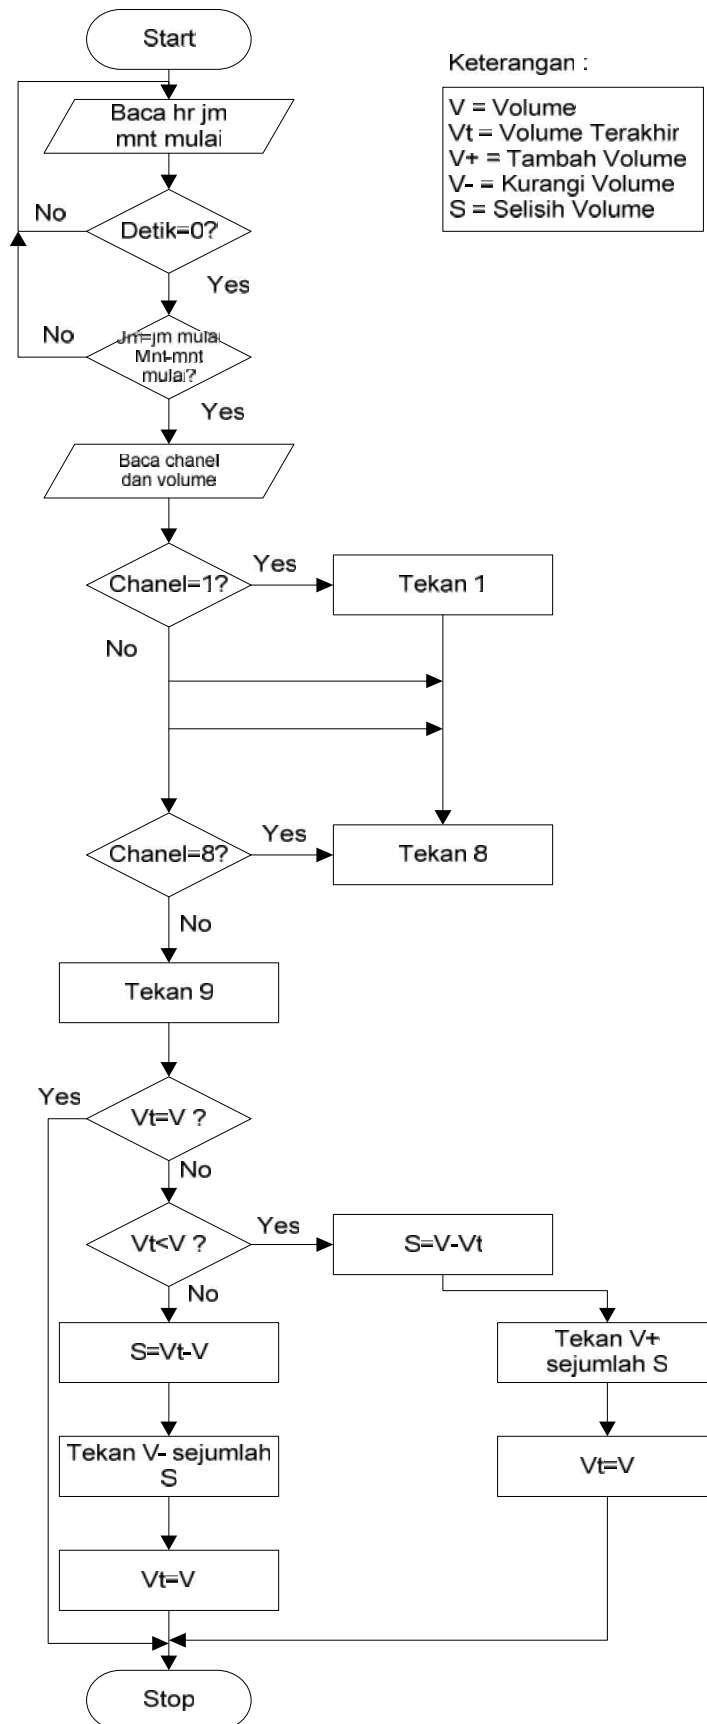 Start
Keterangan :
V = Volume
Vt = Volume Terakhir
V+ = Tambah Volume
V- = Kurangi Volume
S = Selisih Volume
Baca hr jm
mnt mulai
No
Detik=0?
Yes
No
Jm=jm mulai
Mnt-mnt
mulai?
Yes
Baca chanel
dan volume
Chanel=1?
Yes
Tekan 1
No
Chanel=8?
Yes
Tekan 8
No
Tekan 9
Yes
Vt=V ?
No
Vt<V ?
Yes
S=V-Vt
No
S=Vt-V
Tekan V+
sejumlah S
Tekan V- sejumlah
S
Vt=V
Vt=V
Stop